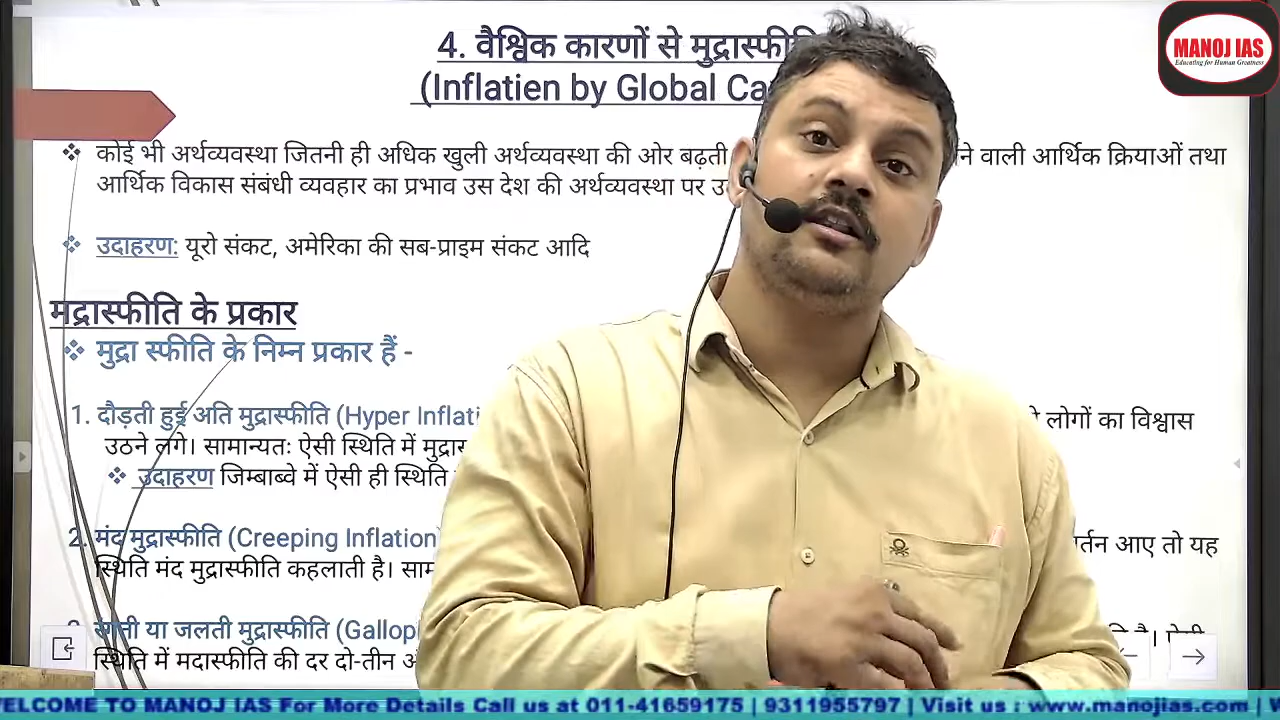 4. वैश्विक कारणों से मुद्रास्फीति
(Inflatien by Global Ca
MANOJ IAS
Educating for Human Greatness
❖ कोई भी अर्थव्यवस्था जितनी ही अधिक खुली अर्थव्यवस्था की ओर बढ़ती वाली आर्थिक क्रियाओं तथा
आर्थिक विकास संबंधी व्यवहार का प्रभाव उस देश की अर्थव्यवस्था पर
❖ उदाहरण: यूरो संकट, अमेरिका की सब-प्राइम संकट आदि
मद्रास्फीति के प्रकार
❖ मुद्रा स्फीति के निम्न प्रकार हैं -
1. दौड़ती हुई अति मुद्रास्फीति (Hyper Inflati लोगों का विश्वास
उठने लगे। सामान्यतः ऐसी स्थिति में
❖ उदाहरण जिम्बाब्वे में ऐसी ही स्थिति
2. मंद मुद्रास्फीति (Creeping Inflation) आए तो यह
स्थिति मंद मुद्रास्फीति कहलाती है।
या जलती मुद्रास्फीति (Gallop है।
स्थिति में मदास्फीति की दर दो-तीन
WELCOME TO MANOJ IAS For More Details Call us at 011-41659175 | 9311955797 | Visit us : www.manojias.com |